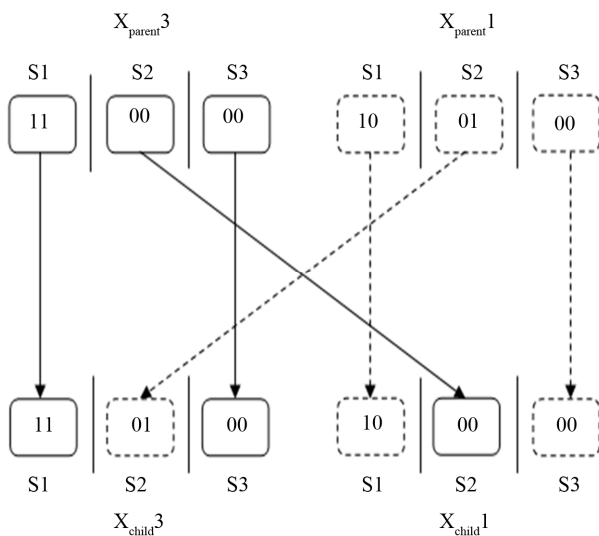 X_parent3 X_parent1
S1 S2 S3 S1 S2 S3
11 00 00 10 01 00
11 01 00 10 00 00
S1 S2 S3 S1 S2 S3
X_child3 X_child1